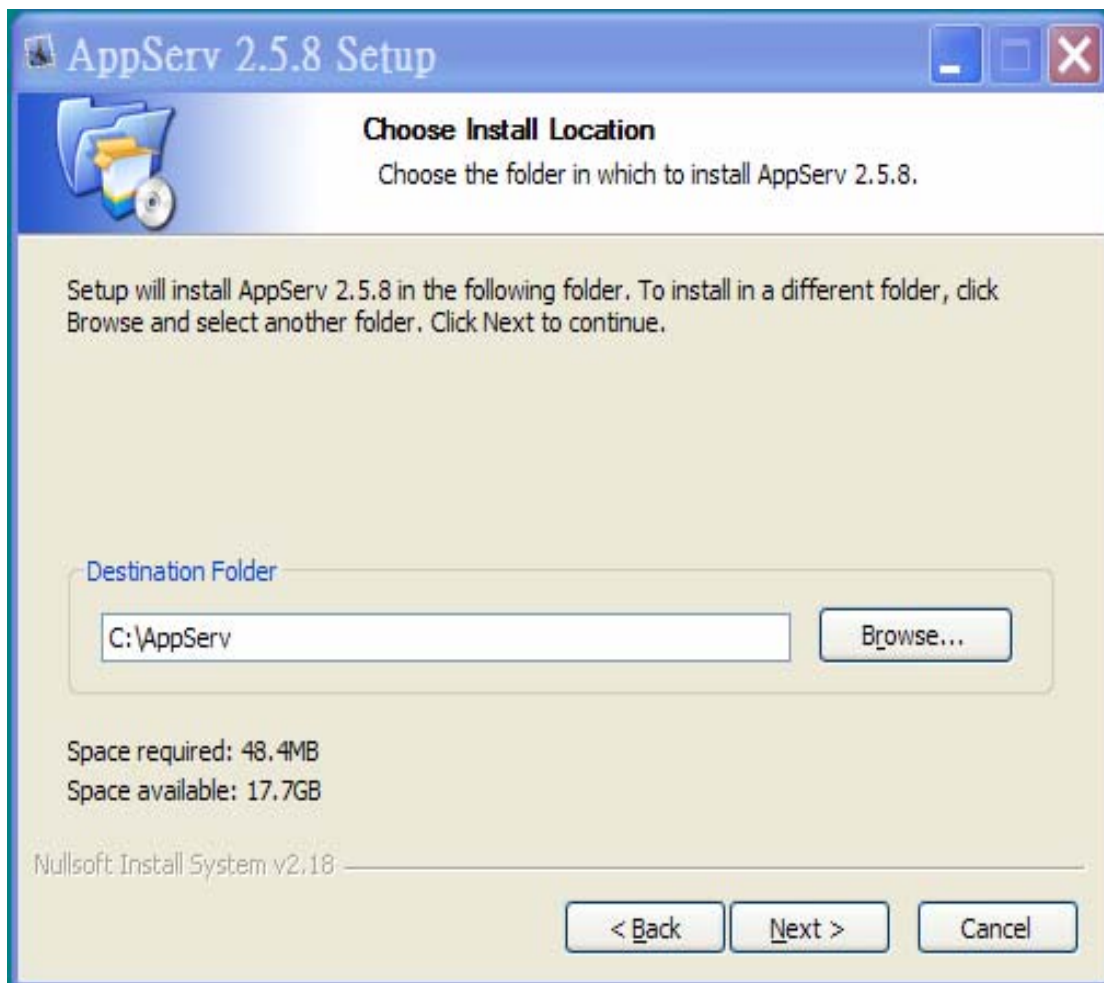 AppServ 2.5.8 Setup
Choose Install Location
Choose the folder in which to install AppServ 2.5.8.
Setup will install AppServ 2.5.8 in the following folder. To install in a different folder, click
Browse and select another folder. Click Next to continue.
Destination Folder
C:\AppServ
Browse...
Space required: 48.4MB
Space available: 17.7GB
Nullsoft Install System v2.18
< Back
Next >
Cancel